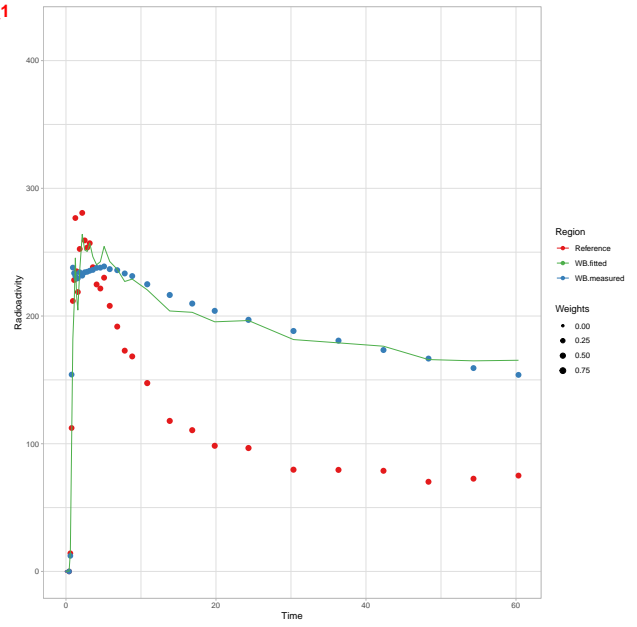 1
400
300
200
100
0
Radioactivity
0 20 40 60
Time
Region
Reference
WB.fitted
WB.measured
Weights
0.00
0.25
0.50
0.75